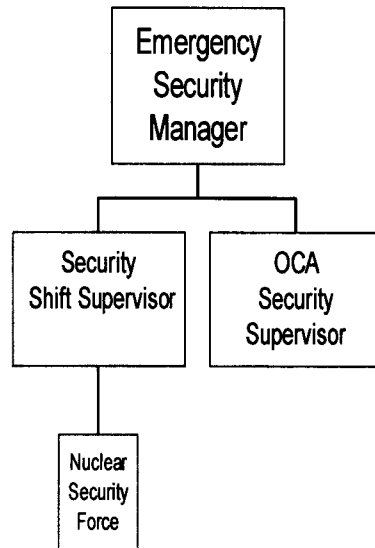 Emergency
Security
Manager
Security
Shift Supervisor
OCA
Security
Supervisor
Nuclear
Security
Force